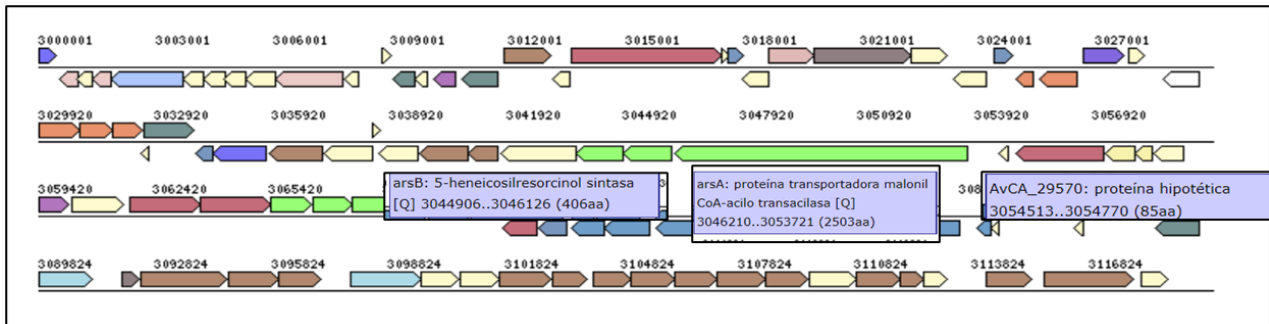 3000001 3003001 3006001 3009001 3012001 3015001 3018001 3021001 3024001 3027001
3029920 3032920 3035920 3038920 3041920 3044920 3047920 3050920 3053920 3056920
3059420 3062420 3065420
arsB: 5-heneicosilresorcinol sintasa
[Q] 3044906..3046126 (406aa)
arsA: proteína transportadora malonil
CoA-acilo transacilasa [Q]
3046210..3053721 (2503aa)
AvCA_29570: proteína hipotética
3054513..3054770 (85aa)
3089824 3092824 3095824 3098824 3101824 3104824 3107824 3110824 3113824 3116824